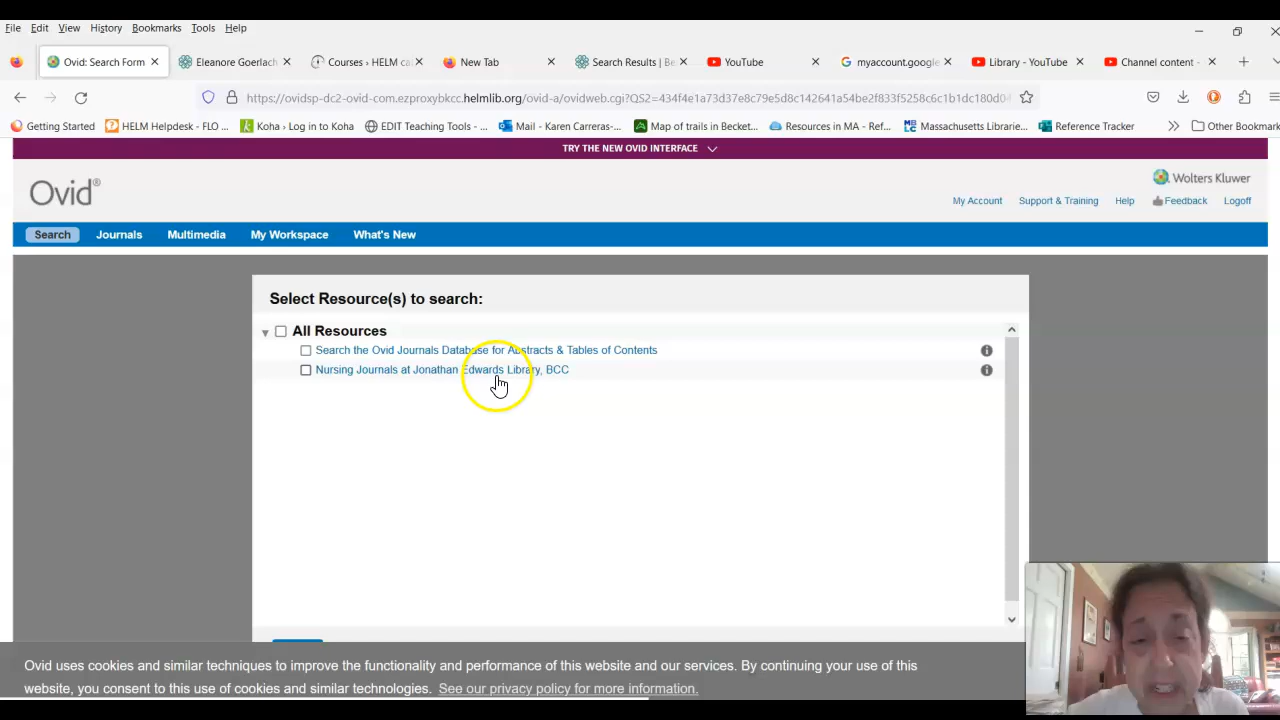 File Edit View History Bookmarks Tools Help
Ovid: Search Form Eleanore Goerlach Courses › HELM ca New Tab Search Results | Be YouTube myaccount.google. Library - YouTube Channel content -
https://ovidsp-dc2-ovid-com.ezproxybkcc.helmlib.org/ovid-a/ovidweb.cgi?QS2=434f4e1a73d37e8c79e5d8c142641a54be2f833f5258c6c1b1dc180d04
Getting Started HELM Helpdesk - FLO ... Koha › Log in to Koha EDIT Teaching Tools - ... Mail - Karen Carreras-... Map of trails in Becket... Resources in MA - Ref... Massachusetts Librarie... Reference Tracker Other Bookmark
TRY THE NEW OVID INTERFACE
Ovid®
Wolters Kluwer
My Account Support & Training Help Feedback Logoff
Search Journals Multimedia My Workspace What's New
Select Resource(s) to search:
All Resources
Search the Ovid Journals Database for Abstracts & Tables of Contents
Nursing Journals at Jonathan Edwards Library, BCC
Ovid uses cookies and similar techniques to improve the functionality and performance of this website and our services. By continuing your use of this
website, you consent to this use of cookies and similar technologies. See our privacy policy for more information.